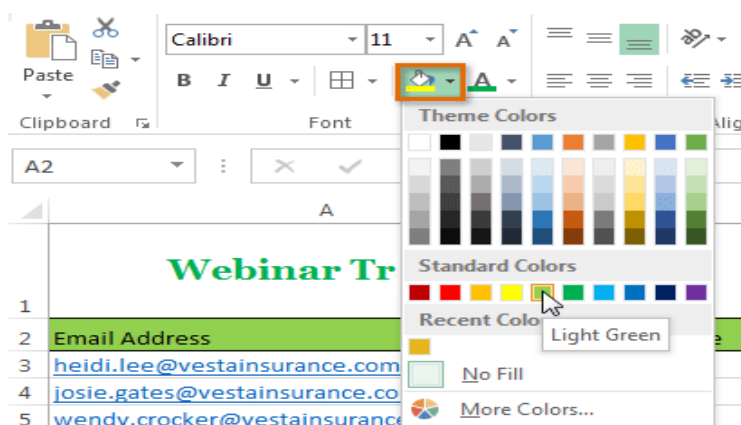 Calibri 11 A A
Paste B I U A
Clipboard Font
A2
Theme Colors
A
Webinar Tr
Standard Colors
1
Recent
Light Green
2 Email Address
3 heidi.lee@vestainsurance.com
No Fill
4 josie.gates@vestainsurance.co
More Colors...
5 wendy.crocker@vestainsurance